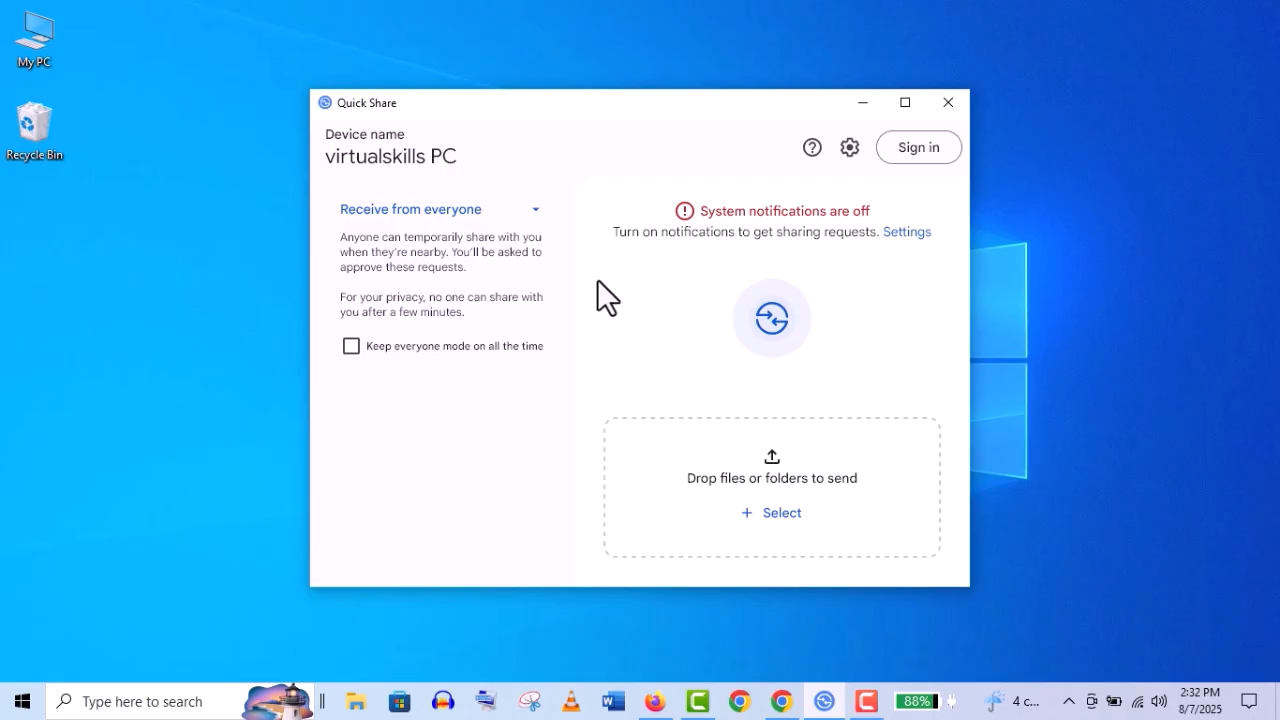 My PC
Recycle Bin
Quick Share
Device name
virtualskills PC
Sign in
Receive from everyone
Anyone can temporarily share with you
when they're nearby. You'll be asked to
approve these requests.
For your privacy, no one can share with
you after a few minutes.
Keep everyone mode on all the time
System notifications are off
Turn on notifications to get sharing requests. Settings
Drop files or folders to send
+ Select
Type here to search
88%
4 c...
2:32 PM
8/7/2025